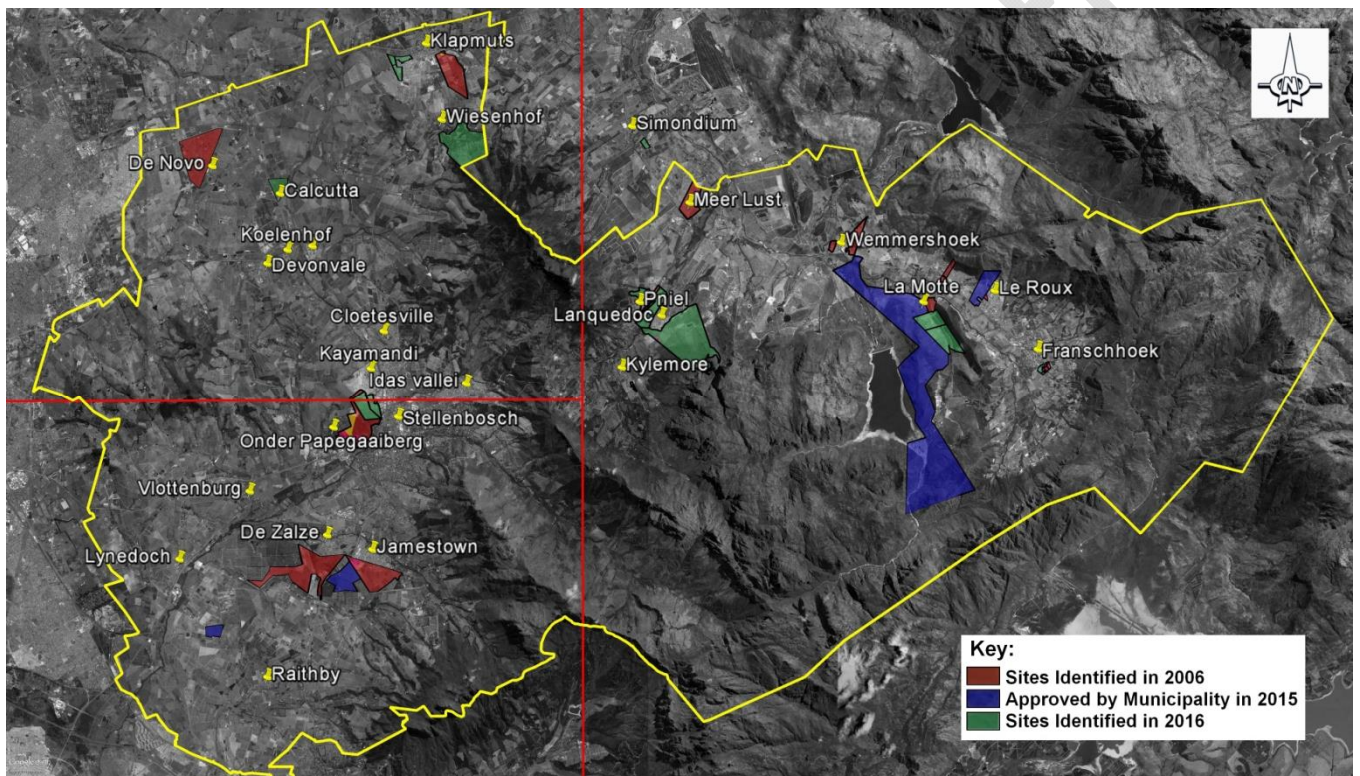 Klapmuts
Wiesenhof
Simondium
De Novo
Calcutta
Meer Lust
Koelenhof
Wemmershoek
Devonvale
La Motte
Le Roux
Pniel
Lanquedoc
Cloetesville
Franschhoek
Kayamandi
Kylemore
Idas vallei
Stellenbosch
Onder Papegaaiberg
Vlottenburg
De Zalze
Jamestown
Lynedoch
Raithby
Key:
Sites Identified in 2006
Approved by Municipality in 2015
Sites Identified in 2016